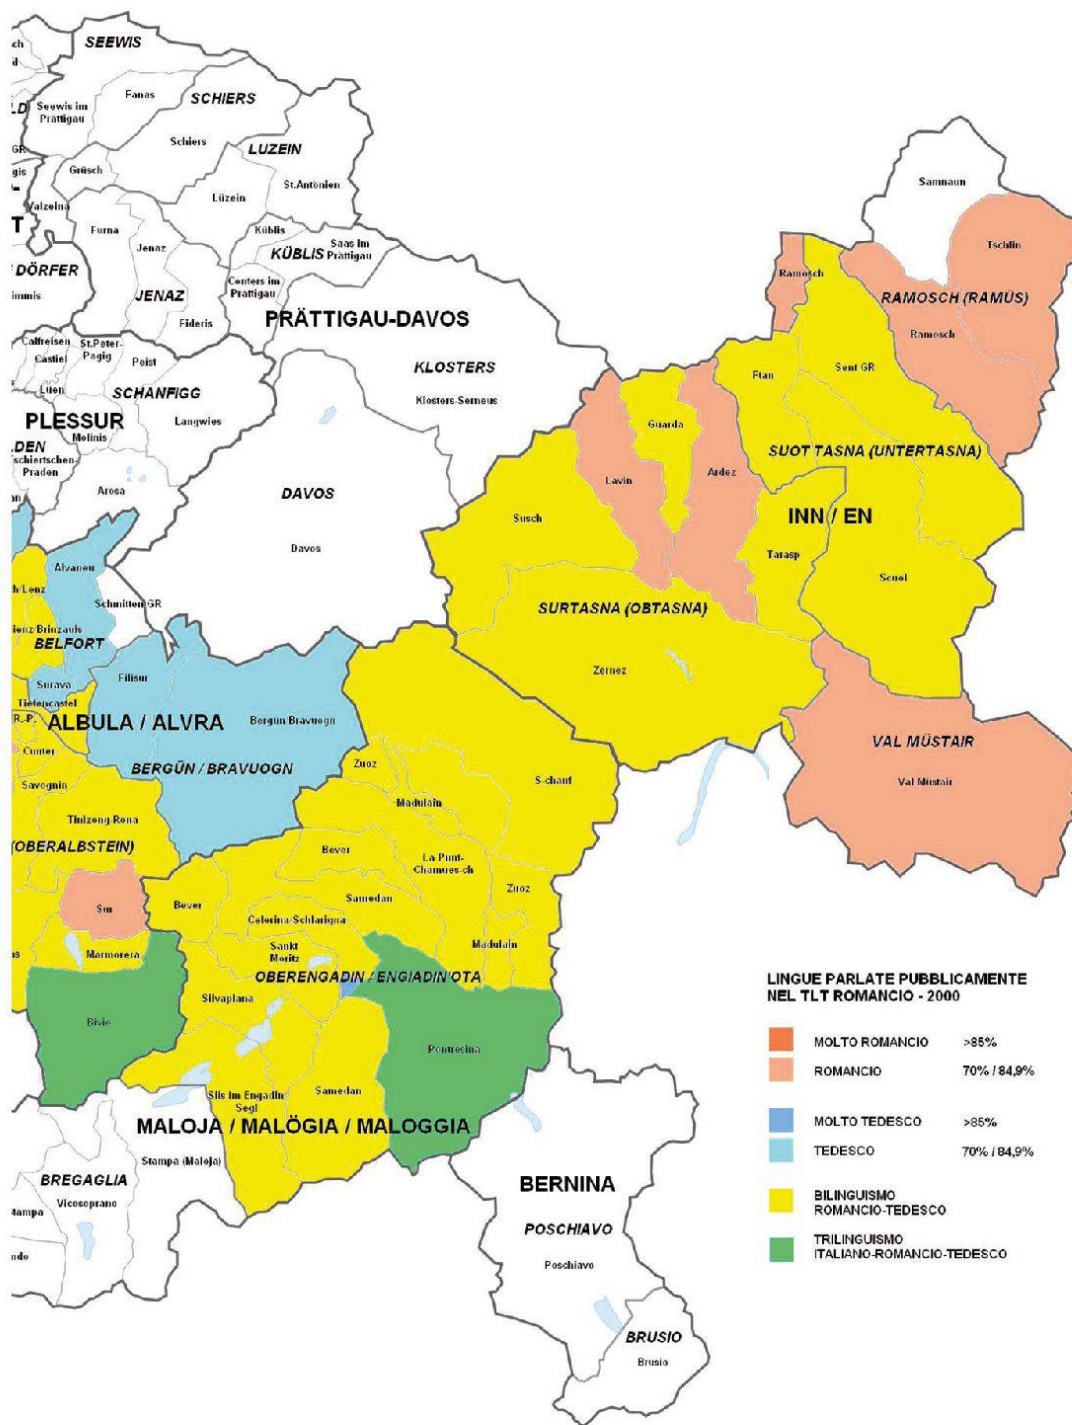 SEEWIS
Fanas
SCHIERS
Seewis im
Prättigau
Schiers
LUZEIN
Grüsch
St.Antönien
Lüzein
Valzeina
Furna
Jenaz
Küblis
Saas im
Prättigau
KÜBLIS
DÖRFER
Conters im
Prättigau
JENAZ
Fideris
PRÄTTIGAU-DAVOS
Calfreisen
St.Peter-
Pagig
Castiel
Peist
Lüen
SCHANFIGG
KLOSTERS
Klosters-Serneus
Langwies
PLESSUR
Molinis
Praden
Arosa
DAVOS
Davos
Samnaun
Tschlin
Ramosch
RAMOSCH (RAMÜS)
Ramosch
Ftan
Sent GR
Guarda
SUOT TASNA (UNTERTASNA)
Ardez
Lavin
Susch
INN / EN
Tarasp
Scuol
SURTASNA (OBTASNA)
Zernez
VAL MÜSTAIR
Val Müstair
Alvaneu
Schmitten GR
BELFORT
Surava
Filisur
Tiefencastel
ALBULA / ALVRA
Bergün/Bravuogn
BERGÜN / BRAVUOGN
Cunter
Savognin
Tinizong-Rona
(OBERALBSTEIN)
Sur
Marmorera
Bivio
Zuoz
S-chanf
Madulain
Bever
La Punt-
Chamues-ch
Samedan
Zuoz
Bever
Celerina/Schlarigna
Sankt
Moritz
Madulain
OBERENGADIN / ENGIADIN'OTA
Silvaplana
Pontresina
Sils im Engadin/
Segl
Samedan
MALOJA / MALÖGIA / MALOGGIA
Stampa (Maloja)
BREGAGLIA
Vicosoprano
BERNINA
POSCHIAVO
Poschiavo
BRUSIO
Brusio
LINGUE PARLATE PUBBLICAMENTE
NEL TLT ROMANCIO - 2000
MOLTO ROMANCIO >85%
ROMANCIO 70% / 84,9%
MOLTO TEDESCO >85%
TEDESCO 70% / 84,9%
BILINGUISMO
ROMANCIO-TEDESCO
TRILINGUISMO
ITALIANO-ROMANCIO-TEDESCO